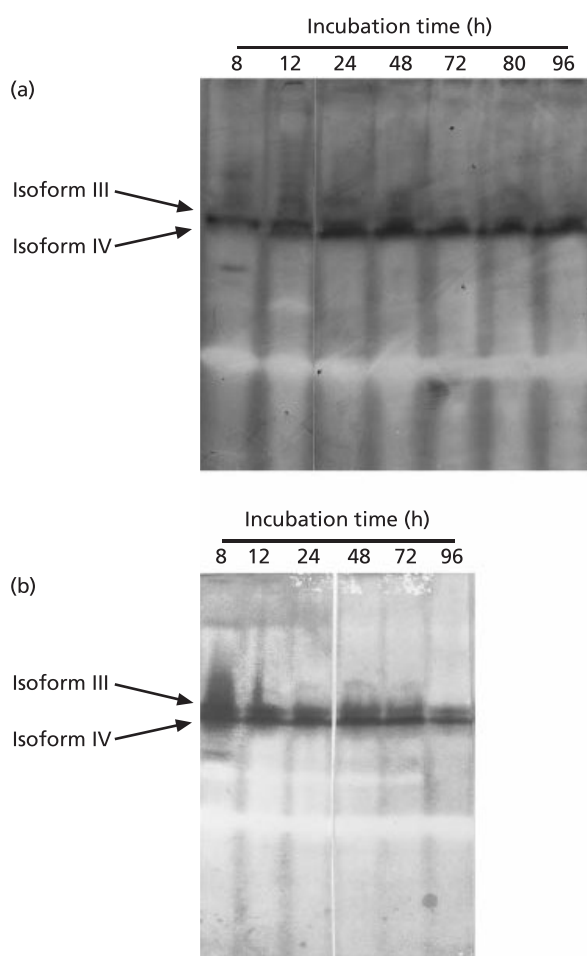 Incubation time (h)
8 12 24 48 72 80 96
(a)
Isoform III
Isoform IV
Incubation time (h)
8 12 24 48 72 96
(b)
Isoform III
Isoform IV